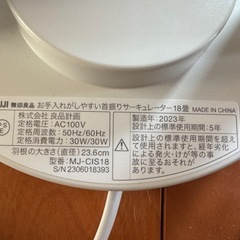 UJI 無印良品 お手入れがしやすい首振りサーキュレーター18畳 MADE IN CHINA
株式会社 良品計画
定格電圧:AC100V
定格周波数:50Hz/60Hz
定格消費電力:30W/30W
羽根の大きさ(直径):23.6cm
型番:MJ-CIS18
S/N 2306018393
製造年:2023年
設計上の標準使用期間:5年
設計上の標準使用期間を超えて
使用されますと、経年劣化による
発火・けが等の事故に
至るおそれがあります。
PS
E